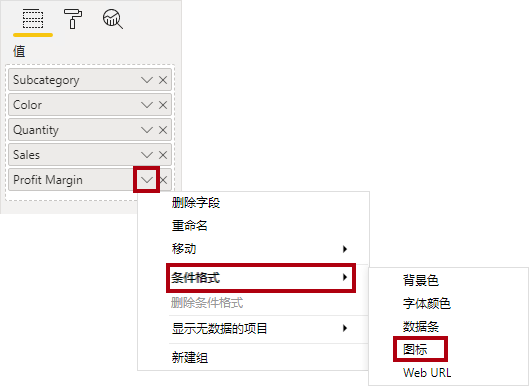 值
Subcategory
Color
Quantity
Sales
Profit Margin
删除字段
重命名
移动
条件格式
删除条件格式
显示无数据的项目
新建组
背景色
字体颜色
数据条
图标
Web URL